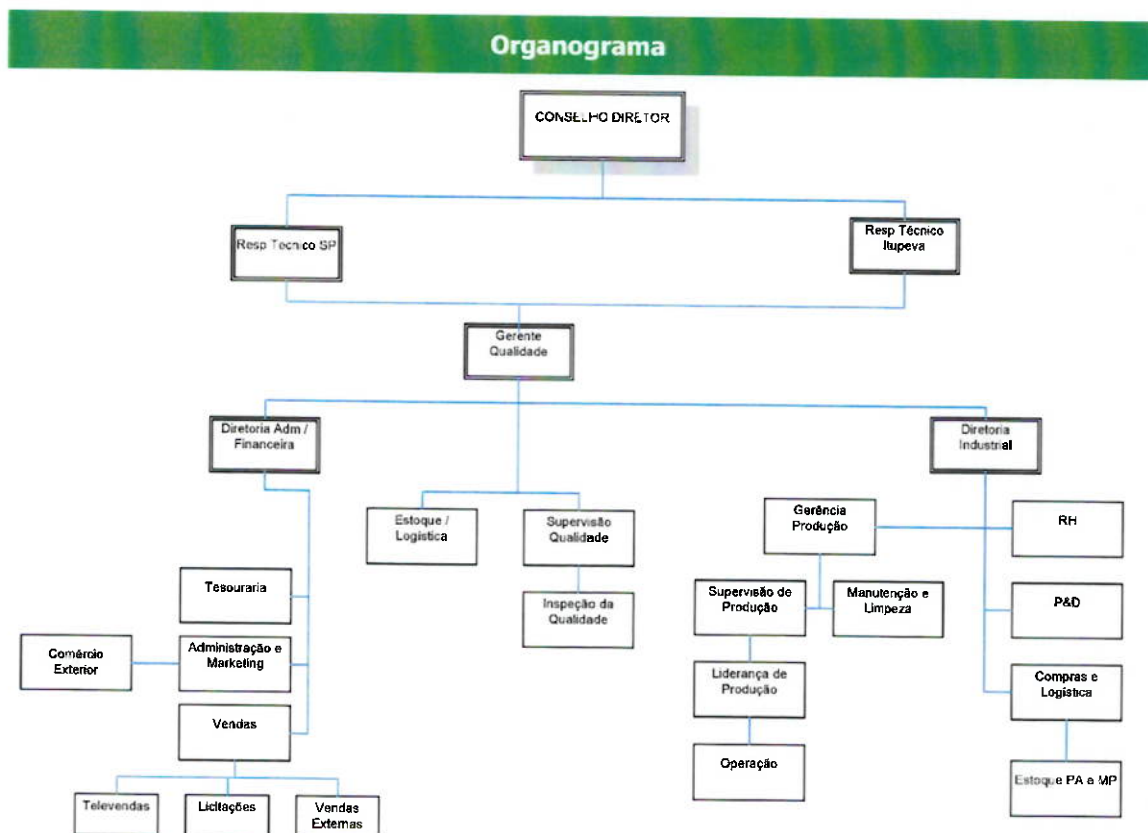 Organograma
CONSELHO DIRETOR
Resp Tecnico SP
Resp Técnico
Itupeva
Gerente
Qualidade
Diretoria Adm /
Financeira
Diretoria
Industrial
Estoque /
Logística
Supervisão
Qualidade
Inspeção da
Qualidade
Gerência
Produção
RH
Supervisão de
Produção
Manutenção e
Limpeza
P&D
Liderança de
Produção
Compras e
Logística
Operação
Estoque PA e MP
Tesouraria
Comércio
Exterior
Administração e
Marketing
Vendas
Televendas
Licitações
Vendas
Externas